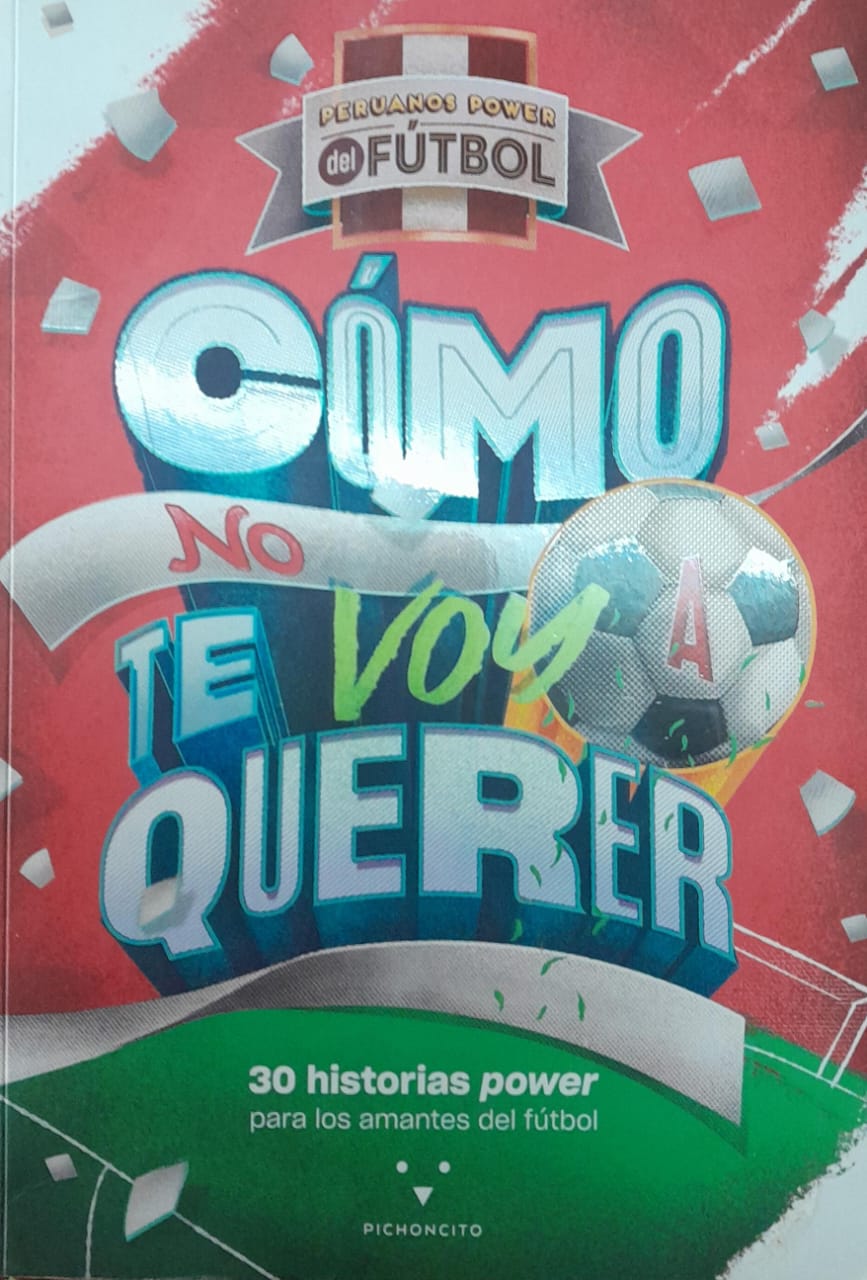 PERUANOS POWER
del FÚTBOL
CÓMO
NO
TE VOY A
QUERER
30 historias power
para los amantes del fútbol
PICHONCITO